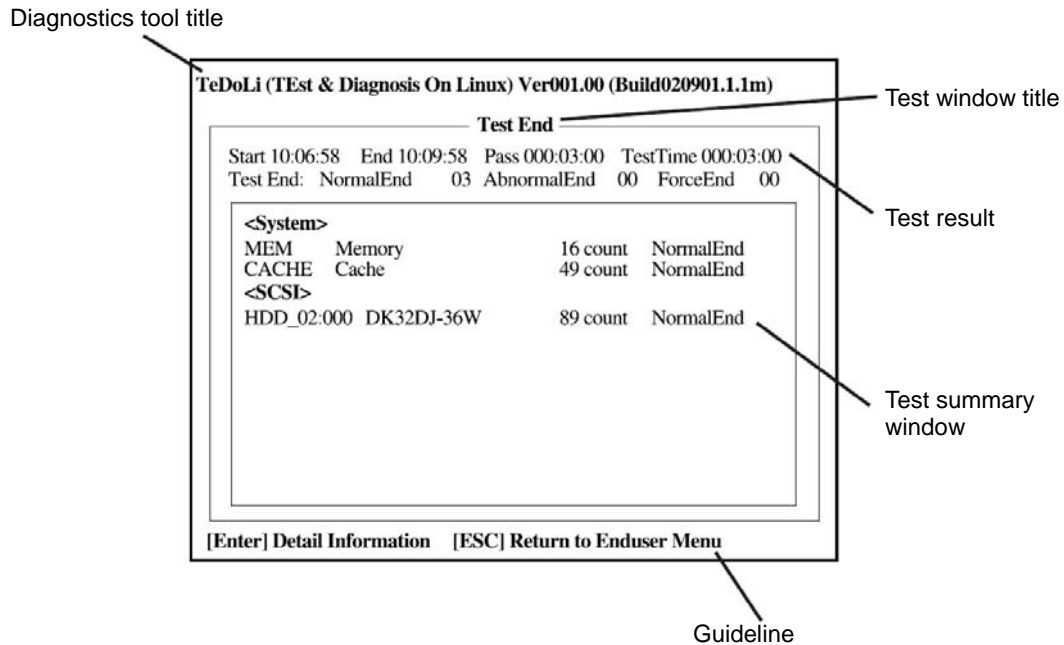 Diagnostics tool title
TeDoLi (TEst & Diagnosis On Linux) Ver001.00 (Build020901.1.1m)
Test window title
Test End
Start 10:06:58 End 10:09:58 Pass 000:03:00 TestTime 000:03:00
Test End: NormalEnd 03 AbnormalEnd 00 ForceEnd 00
Test result
<System>
MEM Memory 16 count NormalEnd
CACHE Cache 49 count NormalEnd
<SCSI>
HDD_02:000 DK32DJ-36W 89 count NormalEnd
Test summary
window
[Enter] Detail Information [ESC] Return to Enduser Menu
Guideline